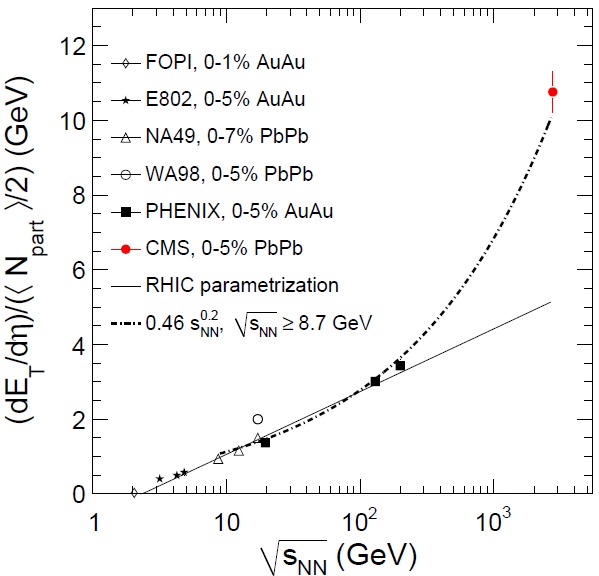 12
10
8
6
4
2
0
(dE_T/dη)/(⟨ N_part ⟩/2) (GeV)
FOPI, 0-1% AuAu
E802, 0-5% AuAu
NA49, 0-7% PbPb
WA98, 0-5% PbPb
PHENIX, 0-5% AuAu
CMS, 0-5% PbPb
RHIC parametrization
0.46 s_NN^0.2, √s_NN ≥ 8.7 GeV
1 10 10² 10³
√s_NN (GeV)